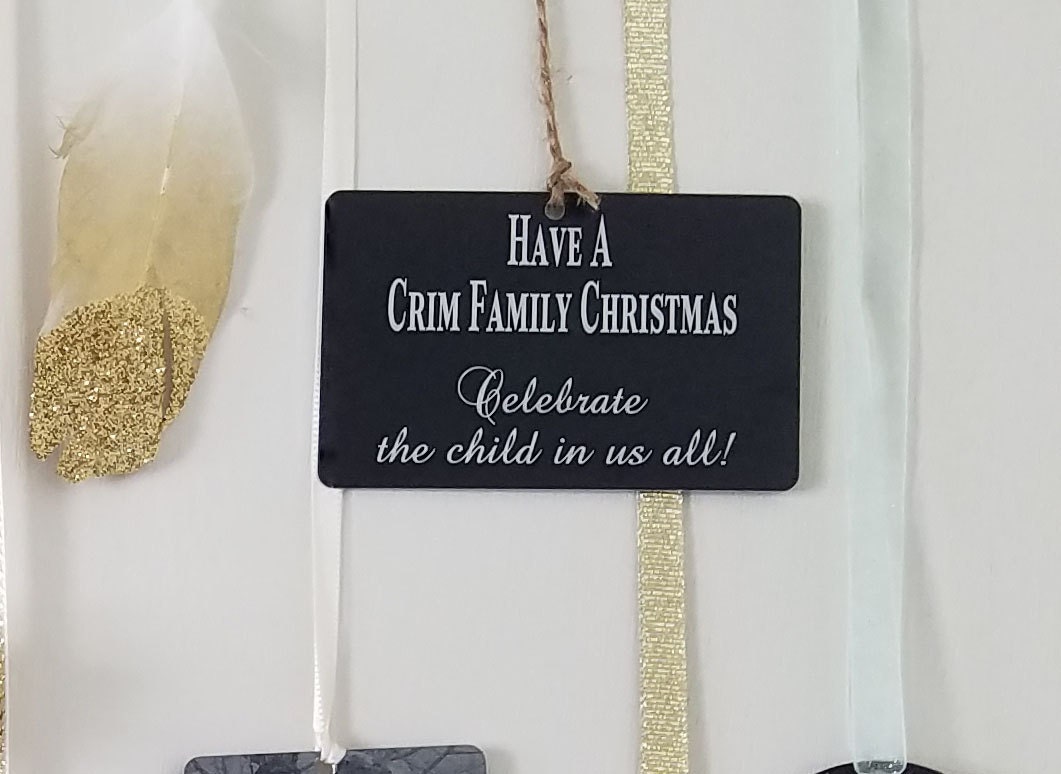 Have A
Crim Family Christmas
Celebrate
the child in us all!